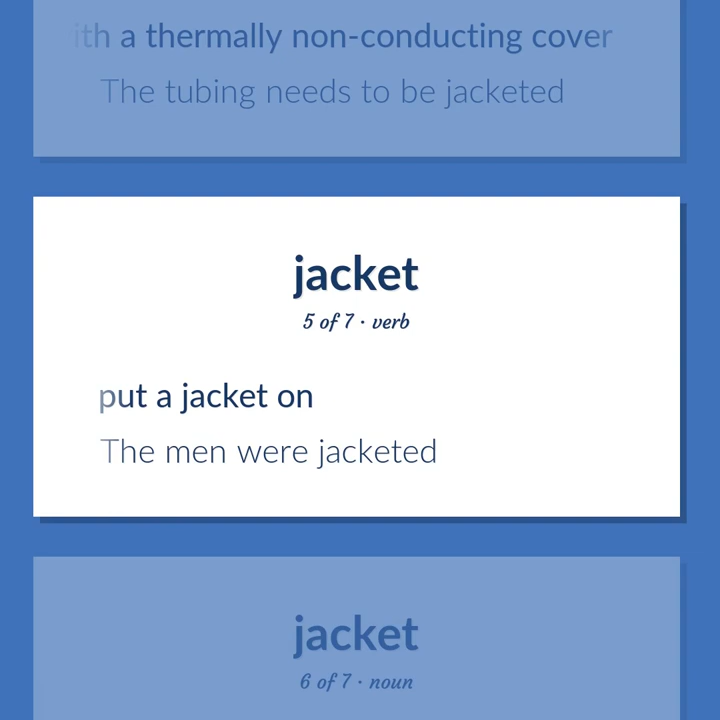 with a thermally non-conducting cover
The tubing needs to be jacketed
jacket
5 of 7 · verb
put a jacket on
The men were jacketed
jacket
6 of 7 · noun